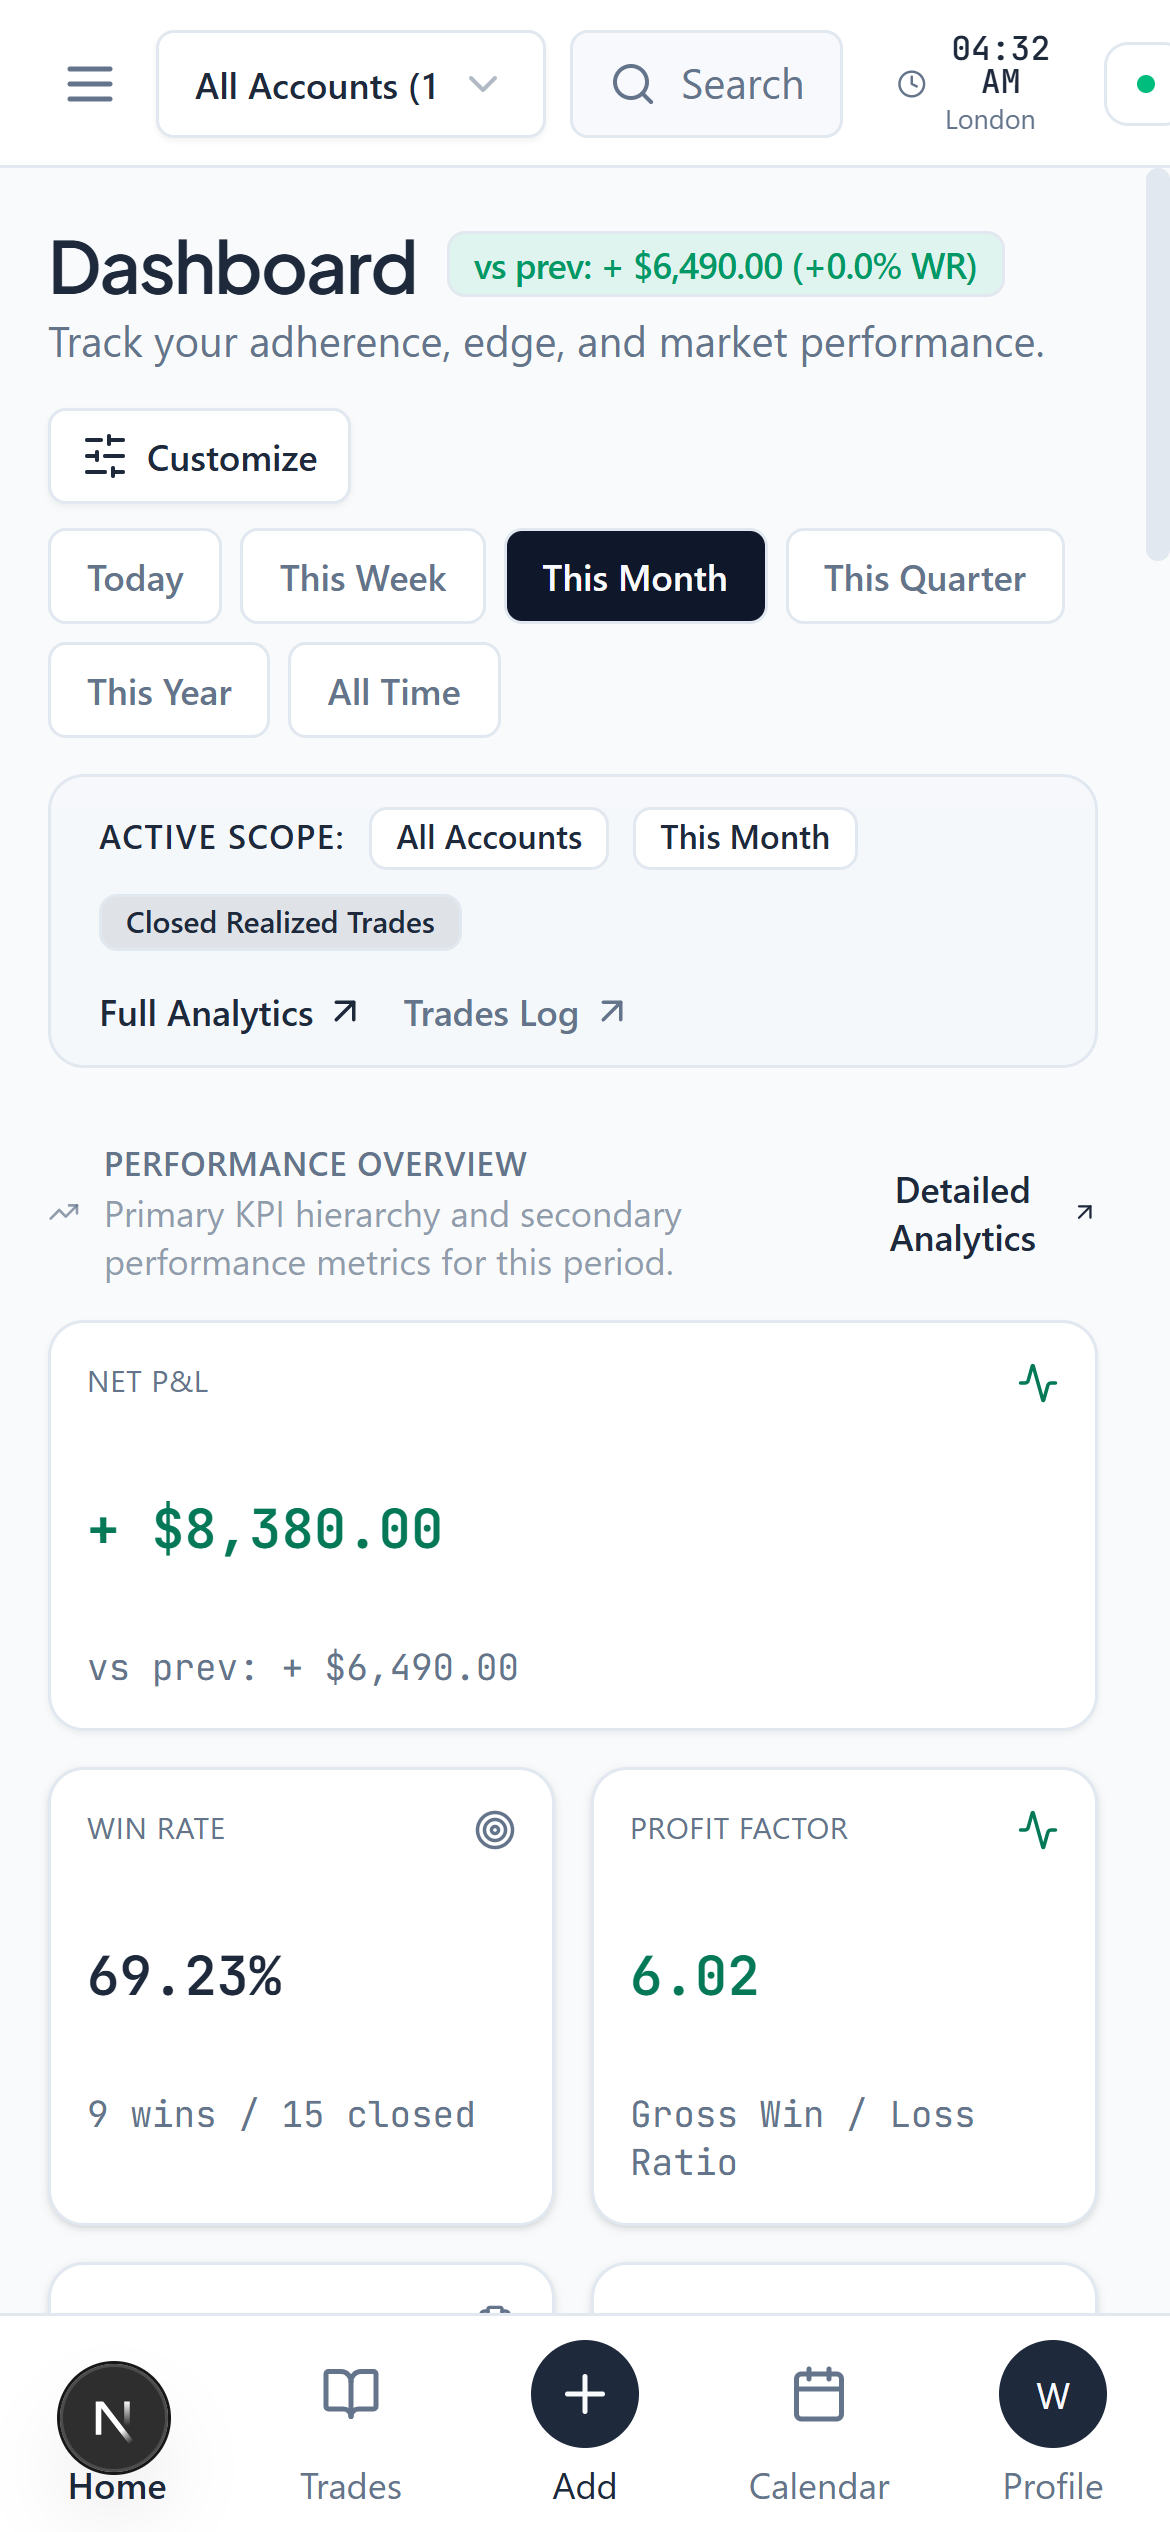 All Accounts (1
Search
04:32
AM
London
Dashboard
vs prev: + $6,490.00 (+0.0% WR)
Track your adherence, edge, and market performance.
Customize
Today
This Week
This Month
This Quarter
This Year
All Time
ACTIVE SCOPE:
All Accounts
This Month
Closed Realized Trades
Full Analytics
Trades Log
PERFORMANCE OVERVIEW
Primary KPI hierarchy and secondary
performance metrics for this period.
Detailed
Analytics
NET P&L
+ $8,380.00
vs prev: + $6,490.00
WIN RATE
69.23%
9 wins / 15 closed
PROFIT FACTOR
6.02
Gross Win / Loss
Ratio
N
Home
Trades
Add
Calendar
W
Profile